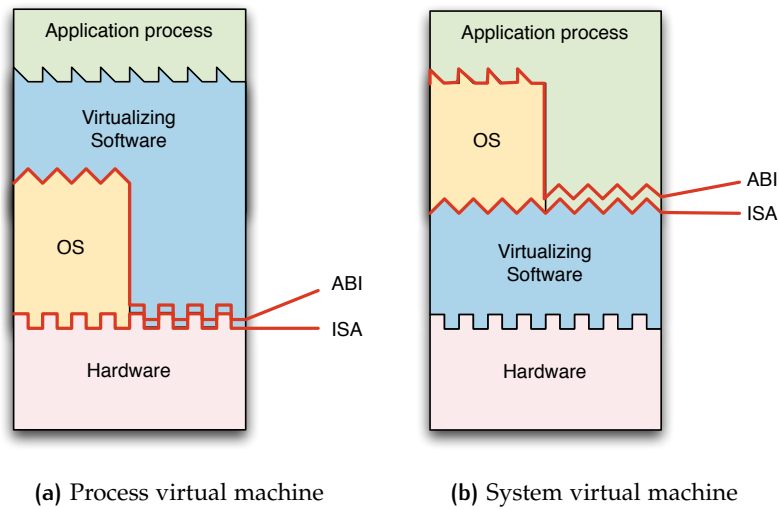 Application process
Virtualizing
Software
OS
ABI
ISA
Hardware
(a) Process virtual machine
Application process
OS
ABI
ISA
Virtualizing
Software
Hardware
(b) System virtual machine